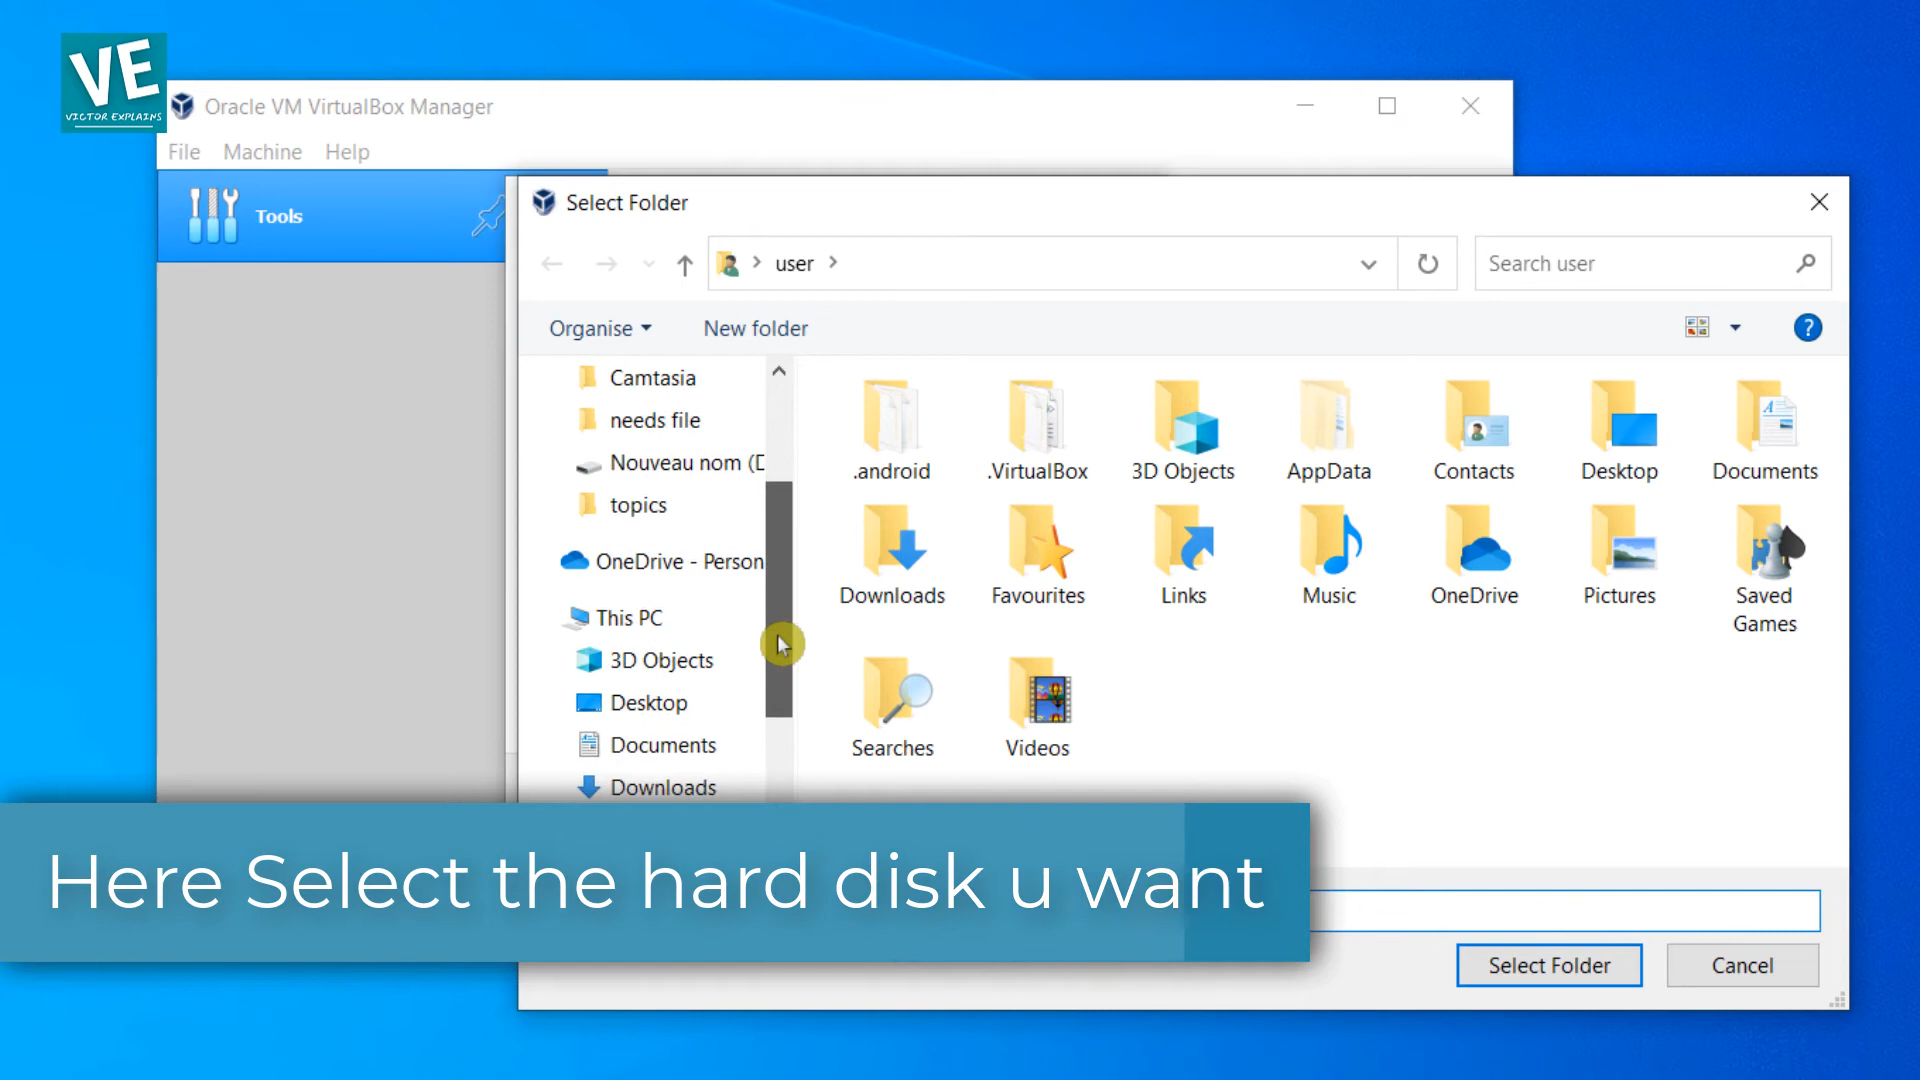 VE
VICTOR EXPLAINS
Oracle VM VirtualBox Manager
File Machine Help
Tools
Select Folder
user
Search user
Organise New folder
Camtasia
needs file
Nouveau nom (D
topics
OneDrive - Person
This PC
3D Objects
Desktop
Documents
Downloads
.android .VirtualBox 3D Objects AppData Contacts Desktop Documents
Downloads Favourites Links Music OneDrive Pictures Saved
Games
Searches Videos
Here Select the hard disk u want
Select Folder Cancel